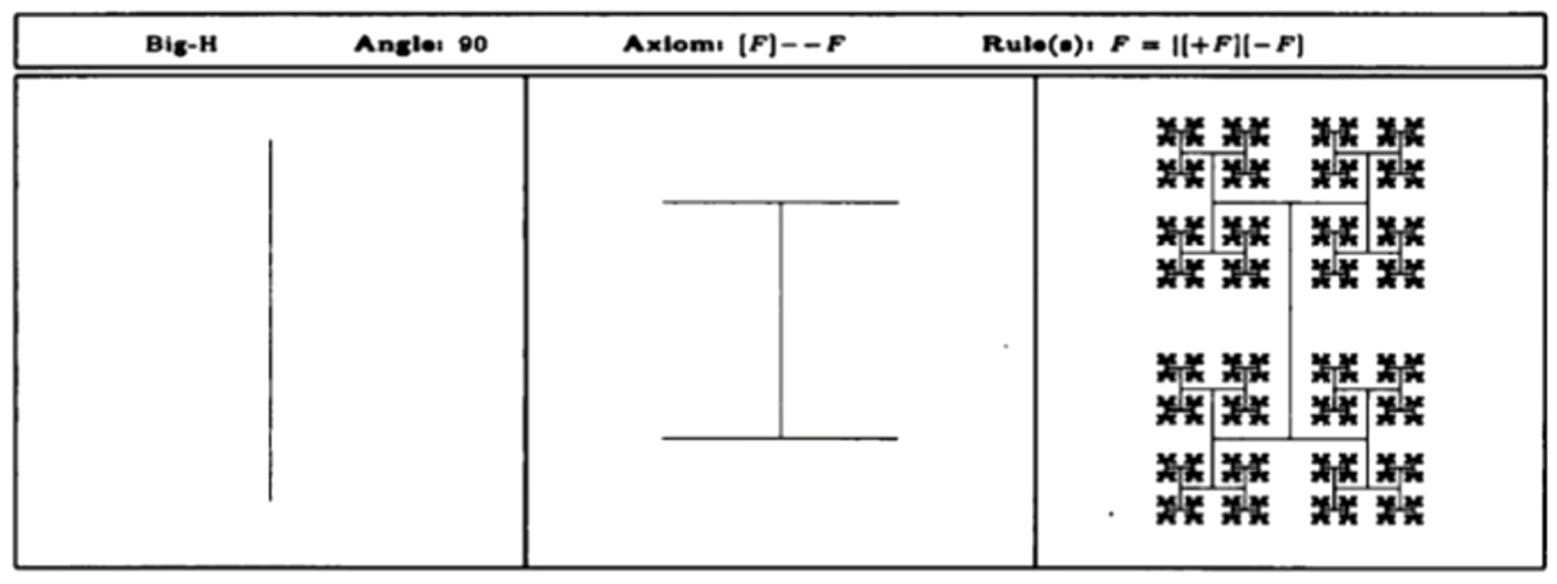 Big-H Angle: 90 Axiom: [F]--F Rule(s): F = |[+F][-F]